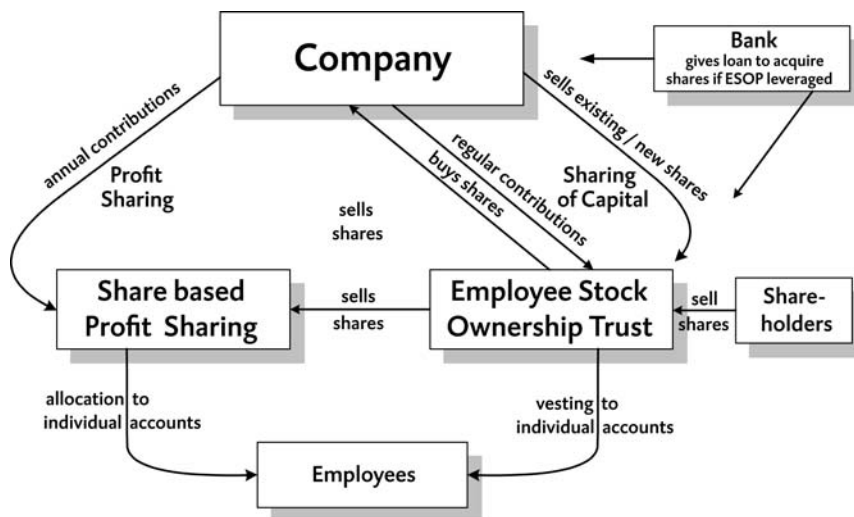 Company
Bank
gives loan to acquire
shares if ESOP leveraged
annual contributions
Profit
Sharing
sells
shares
regular contributions
buys shares
sells existing / new shares
Sharing
of Capital
Share based
Profit Sharing
sells
shares
Employee Stock
Ownership Trust
sell
shares
Share-
holders
allocation to
individual accounts
vesting to
individual accounts
Employees